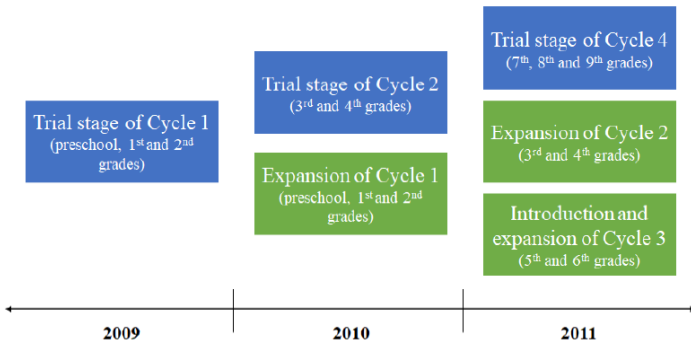 Trial stage of Cycle 1
(preschool, 1st and 2nd
grades)
Trial stage of Cycle 2
(3rd and 4th grades)
Expansion of Cycle 1
(preschool, 1st and 2nd
grades)
Trial stage of Cycle 4
(7th, 8th and 9th grades)
Expansion of Cycle 2
(3rd and 4th grades)
Introduction and
expansion of Cycle 3
(5th and 6th grades)
2009
2010
2011